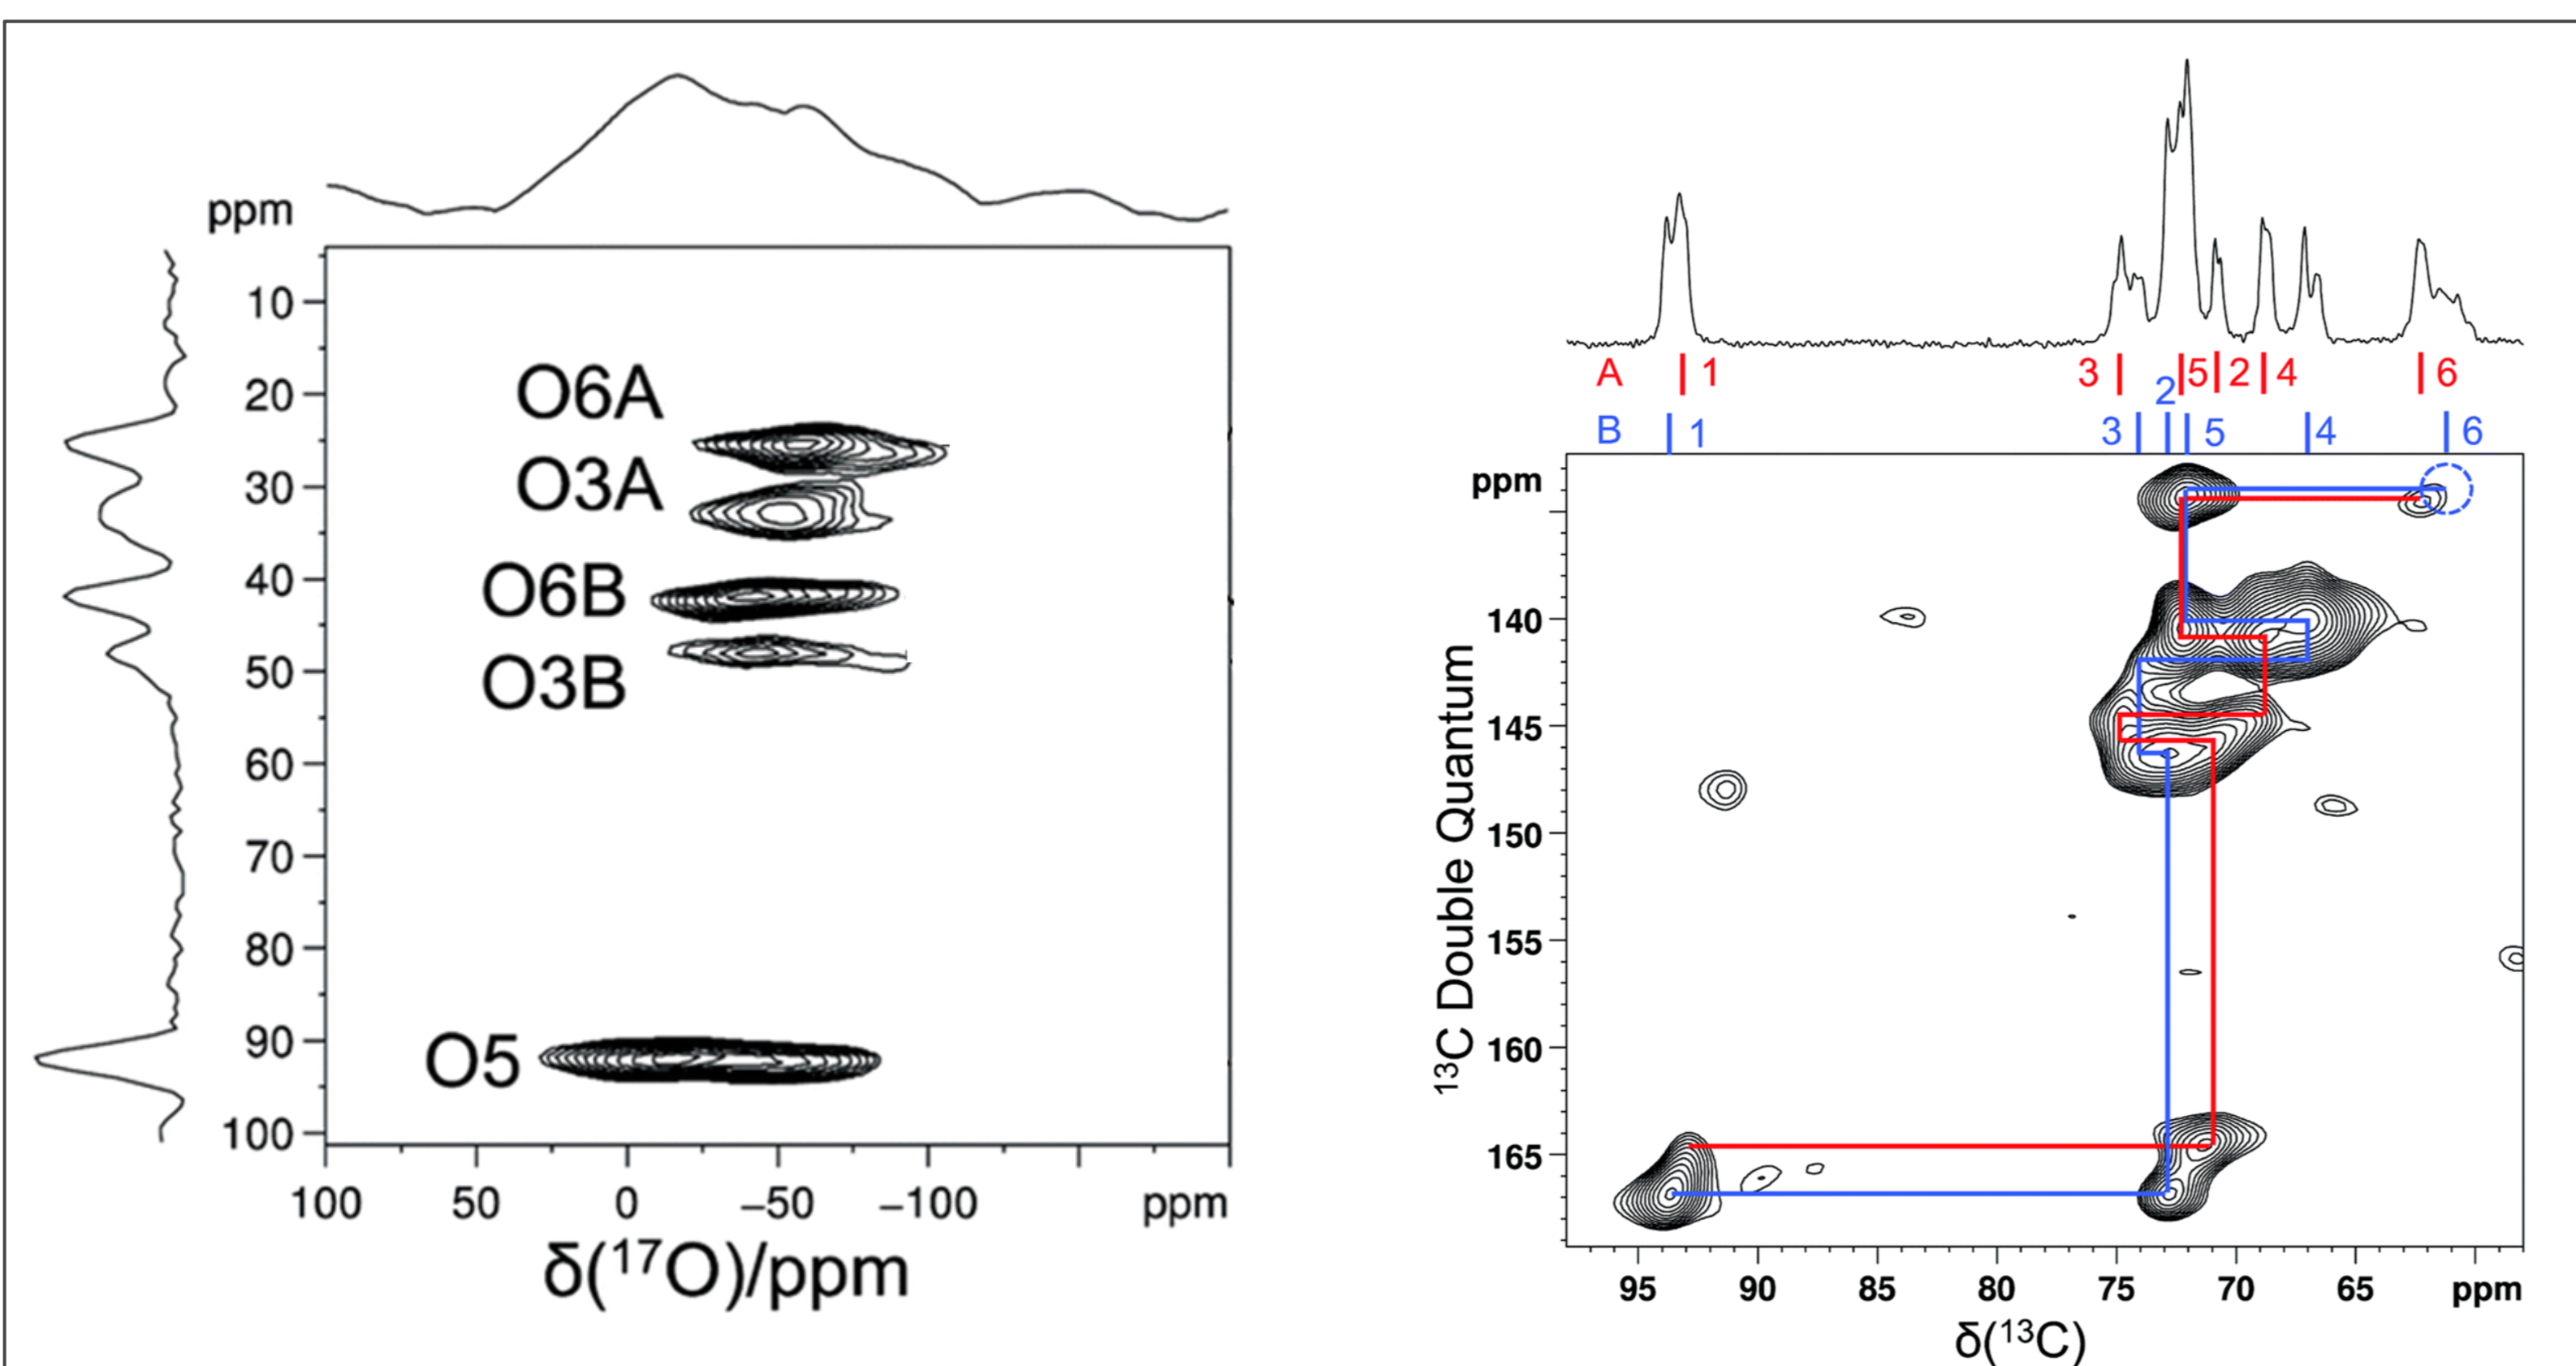 ppm
10
20
30
40
50
60
70
80
90
100
O6A
O3A
O6B
O3B
O5
100 50 0 −50 −100 ppm
δ(¹⁷O)/ppm
A 1 3 5 2 4 6
B 1 3 2 5 4 6
ppm
140
145
150
155
160
165
¹³C Double Quantum
95 90 85 80 75 70 65 ppm
δ(¹³C)